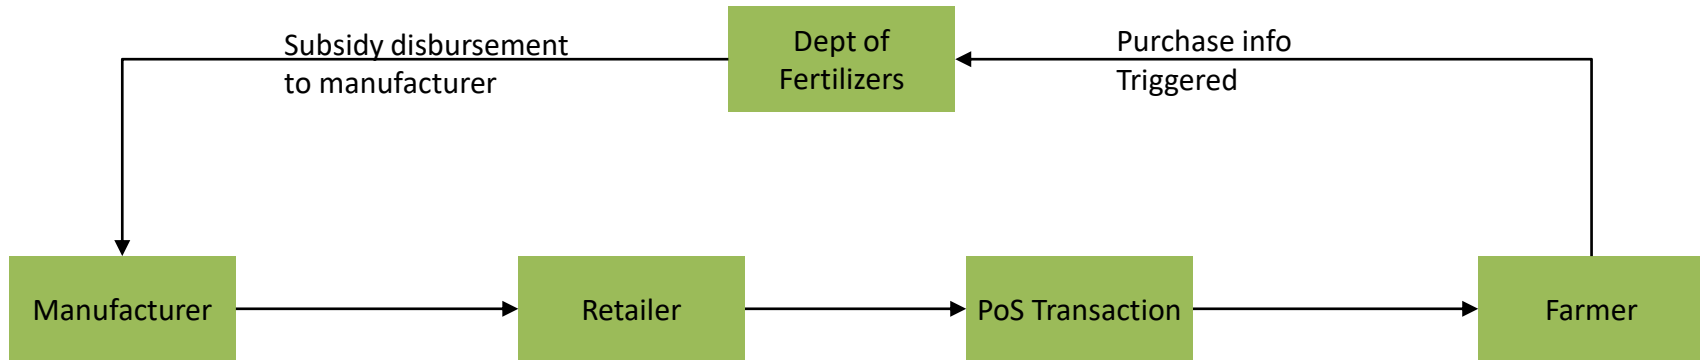 Subsidy disbursement
to manufacturer
Dept of
Fertilizers
Purchase info
Triggered
Manufacturer
Retailer
PoS Transaction
Farmer